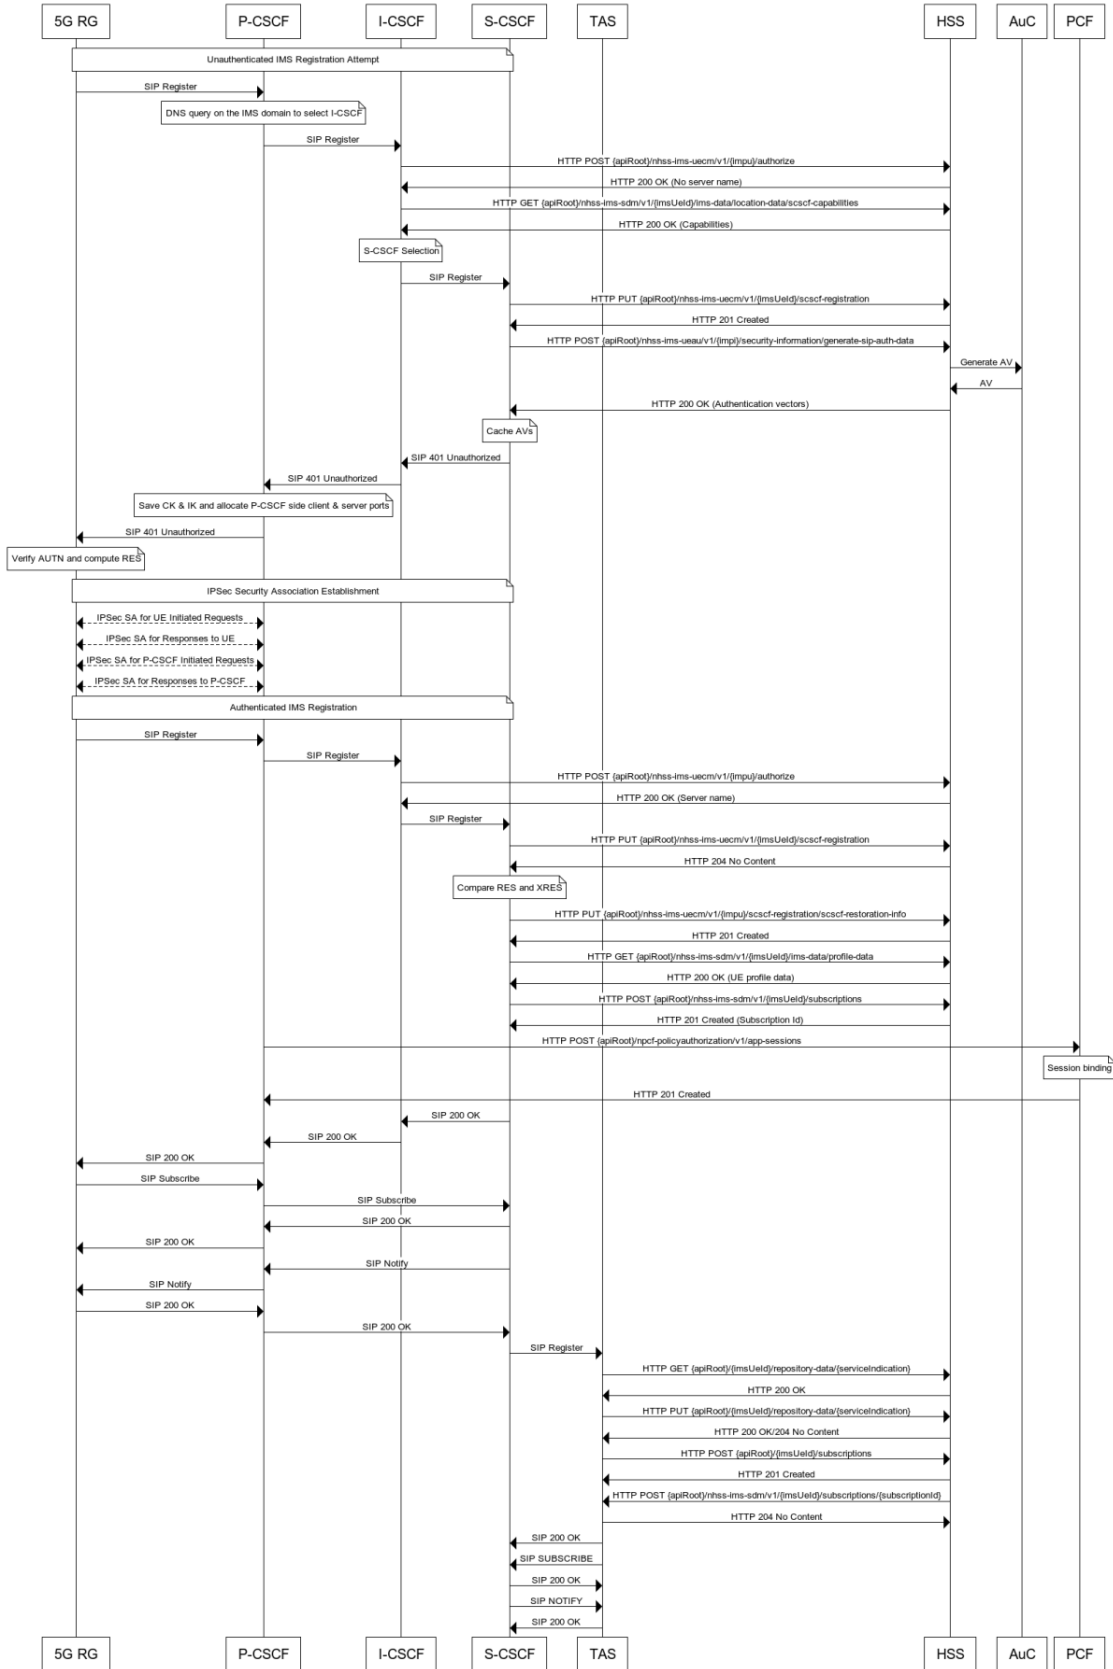 5G RG
P-CSCF
I-CSCF
S-CSCF
TAS
HSS
AuC
PCF
Unauthenticated IMS Registration Attempt
SIP Register
DNS query on the IMS domain to select I-CSCF
SIP Register
HTTP POST {apiRoot}/nhss-ims-uecm/v1/{impu}/authorize
HTTP 200 OK (No server name)
HTTP GET {apiRoot}/nhss-ims-sdm/v1/{imsUeId}/ims-data/location-data/scscf-capabilities
HTTP 200 OK (Capabilities)
S-CSCF Selection
SIP Register
HTTP PUT {apiRoot}/nhss-ims-uecm/v1/{imsUeId}/scscf-registration
HTTP 201 Created
HTTP POST {apiRoot}/nhss-ims-ueau/v1/{impi}/security-information/generate-sip-auth-data
Generate AV
AV
HTTP 200 OK (Authentication vectors)
Cache AVs
SIP 401 Unauthorized
SIP 401 Unauthorized
Save CK & IK and allocate P-CSCF side client & server ports
SIP 401 Unauthorized
Verify AUTN and compute RES
IPSec Security Association Establishment
IPSec SA for UE Initiated Requests
IPSec SA for Responses to UE
IPSec SA for P-CSCF Initiated Requests
IPSec SA for Responses to P-CSCF
Authenticated IMS Registration
SIP Register
SIP Register
HTTP POST {apiRoot}/nhss-ims-uecm/v1/{impu}/authorize
HTTP 200 OK (Server name)
SIP Register
HTTP PUT {apiRoot}/nhss-ims-uecm/v1/{imsUeId}/scscf-registration
HTTP 204 No Content
Compare RES and XRES
HTTP PUT {apiRoot}/nhss-ims-uecm/v1/{impu}/scscf-registration/scscf-restoration-info
HTTP 201 Created
HTTP GET {apiRoot}/nhss-ims-sdm/v1/{imsUeId}/ims-data/profile-data
HTTP 200 OK (UE profile data)
HTTP POST {apiRoot}/nhss-ims-sdm/v1/{imsUeId}/subscriptions
HTTP 201 Created (Subscription Id)
HTTP POST {apiRoot}/npcf-policyauthorization/v1/app-sessions
Session binding
HTTP 201 Created
SIP 200 OK
SIP 200 OK
SIP 200 OK
SIP Subscribe
SIP Subscribe
SIP 200 OK
SIP 200 OK
SIP Notify
SIP Notify
SIP 200 OK
SIP 200 OK
SIP Register
HTTP GET {apiRoot}/{imsUeId}/repository-data/{serviceIndication}
HTTP 200 OK
HTTP PUT {apiRoot}/{imsUeId}/repository-data/{serviceIndication}
HTTP 200 OK/204 No Content
HTTP POST {apiRoot}/{imsUeId}/subscriptions
HTTP 201 Created
HTTP POST {apiRoot}/nhss-ims-sdm/v1/{imsUeId}/subscriptions/{subscriptionId}
HTTP 204 No Content
SIP 200 OK
SIP SUBSCRIBE
SIP 200 OK
SIP NOTIFY
SIP 200 OK
5G RG
P-CSCF
I-CSCF
S-CSCF
TAS
HSS
AuC
PCF